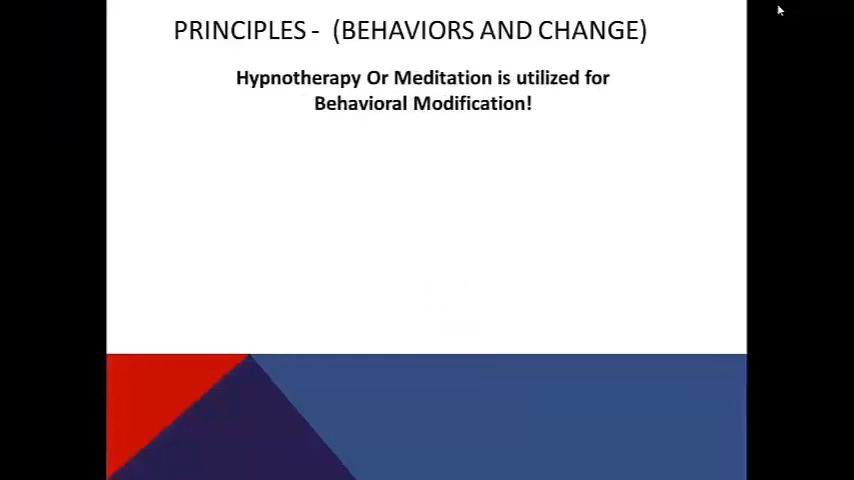 PRINCIPLES - (BEHAVIORS AND CHANGE)
Hypnotherapy Or Meditation is utilized for
Behavioral Modification!